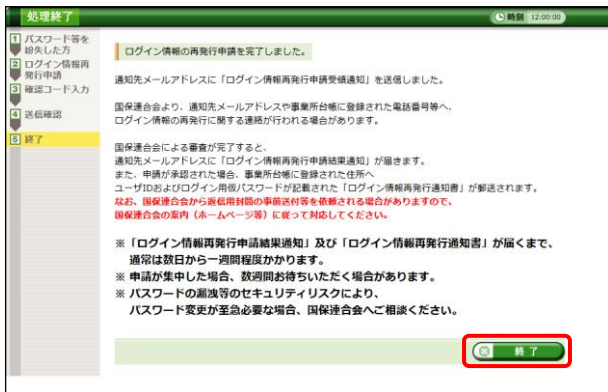 処理終了
時刻 12:00:00
1 パスワード等を
紛失した方
2 ログイン情報再
発行申請
3 確認コード入力
4 送信確認
5 終了
ログイン情報の再発行申請を完了しました。
通知先メールアドレスに「ログイン情報再発行申請受領通知」を送信しました。
国保連合会より、通知先メールアドレスや事業所台帳に登録された電話番号等へ、
ログイン情報の再発行に関する連絡が行われる場合があります。
国保連合会による審査が完了すると、
通知先メールアドレスに「ログイン情報再発行申請結果通知」が届きます。
また、申請が承認された場合、事業所台帳に登録された住所へ
ユーザIDおよびログイン用仮パスワードが記載された「ログイン情報再発行通知書」が郵送されます。
なお、国保連合会から返信用封筒の事前送付等を依頼される場合がありますので、
国保連合会の案内（ホームページ等）に従って対応してください。
※「ログイン情報再発行申請結果通知」及び「ログイン情報再発行通知書」が届くまで、
通常は数日から一週間程度かかります。
※ 申請が集中した場合、数週間お待ちいただく場合があります。
※ パスワードの漏洩等のセキュリティリスクにより、
パスワード変更が至急必要な場合、国保連合会へご相談ください。
終了